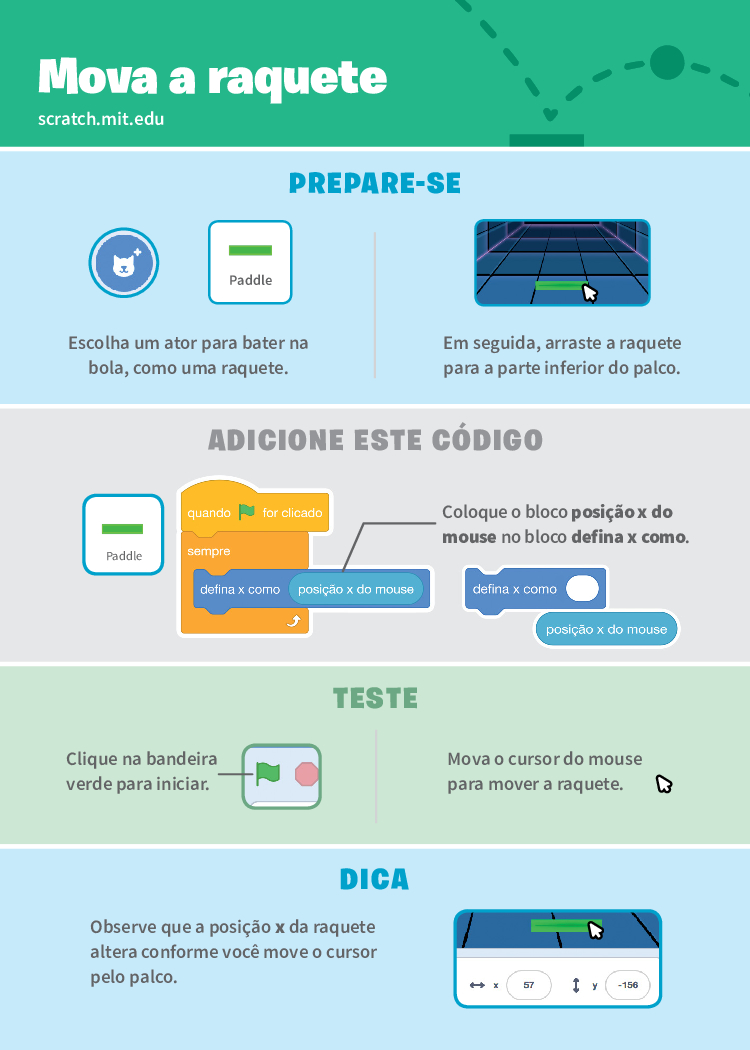 Mova a raquete
scratch.mit.edu
PREPARE-SE
Paddle
Escolha um ator para bater na
bola, como uma raquete.
Em seguida, arraste a raquete
para a parte inferior do palco.
ADICIONE ESTE CÓDIGO
Paddle
quando for clicado
sempre
defina x como posição x do mouse
Coloque o bloco posição x do
mouse no bloco defina x como.
defina x como
posição x do mouse
TESTE
Clique na bandeira
verde para iniciar.
Mova o cursor do mouse
para mover a raquete.
DICA
Observe que a posição x da raquete
altera conforme você move o cursor
pelo palco.
x 57 y -156